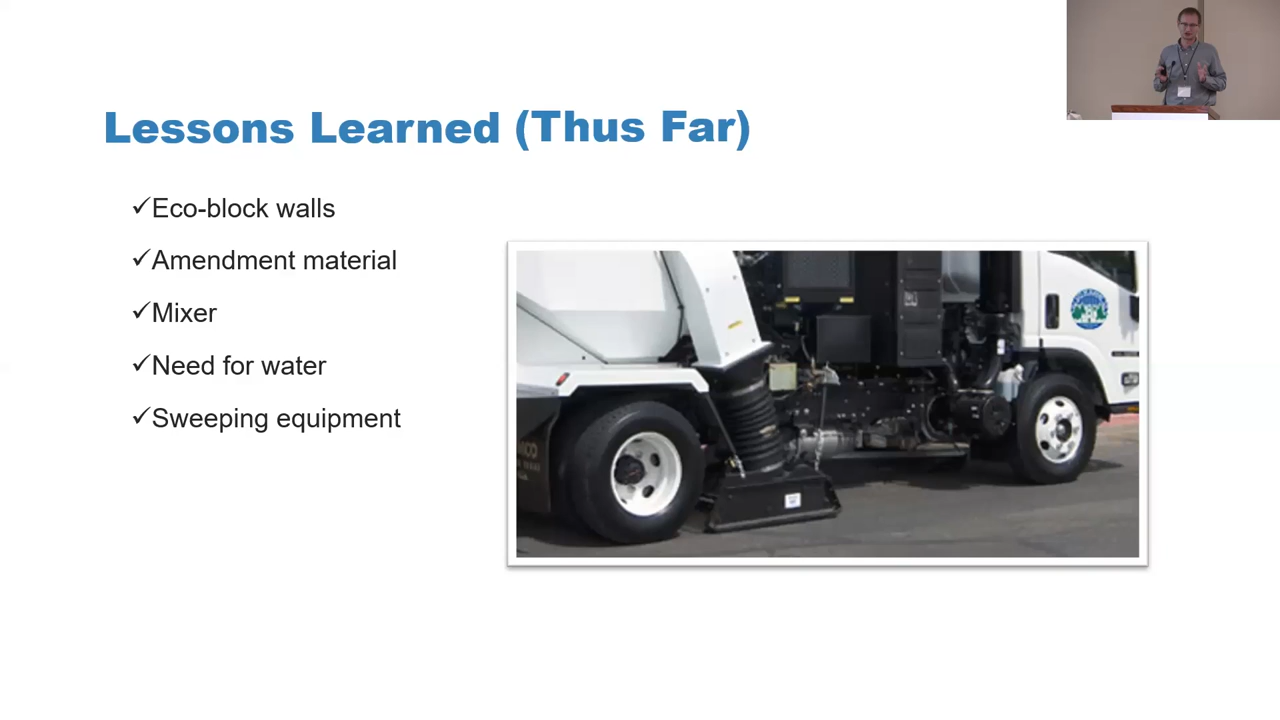 Lessons Learned (Thus Far)
✓Eco-block walls
✓Amendment material
✓Mixer
✓Need for water
✓Sweeping equipment